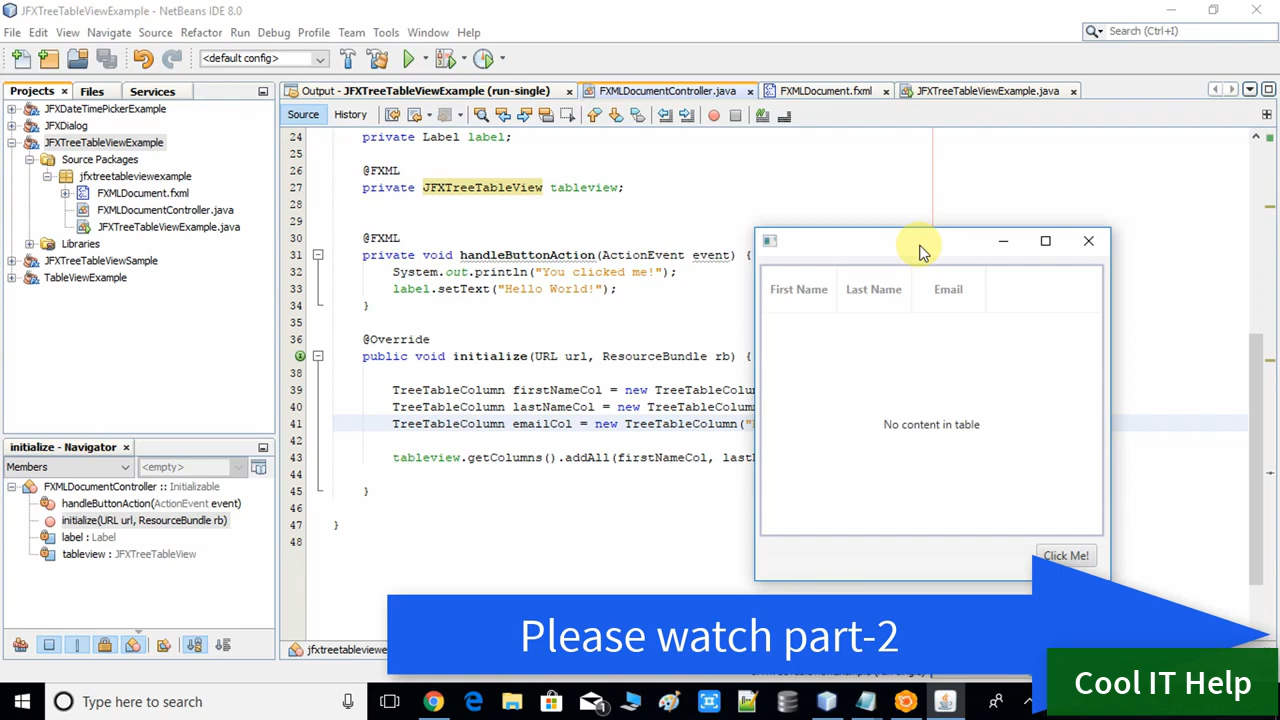 JFXTreeTableViewExample - NetBeans IDE 8.0
File Edit View Navigate Source Refactor Run Debug Profile Team Tools Window Help
Search (Ctrl+I)
<default config>
Projects
Files
Services
JFXDateTimePickerExample
JFXDialog
JFXTreeTableViewExample
Source Packages
jfxtreetableviewexample
FXMLDocument.fxml
FXMLDocumentController.java
JFXTreeTableViewExample.java
Libraries
JFXTreeTableViewSample
TableViewExample
initialize - Navigator
Members
<empty>
FXMLDocumentController :: Initializable
handleButtonAction(ActionEvent event)
initialize(URL url, ResourceBundle rb)
label : Label
tableview : JFXTreeTableView
Output - JFXTreeTableViewExample (run-single)
FXMLDocumentController.java
FXMLDocument.fxml
JFXTreeTableViewExample.java
Source
History
24 private Label label;
25
26 @FXML
27 private JFXTreeTableView tableview;
28
29
30 @FXML
31 private void handleButtonAction(ActionEvent event) {
32 System.out.println("You clicked me!");
33 label.setText("Hello World!");
34 }
35
36 @Override
public void initialize(URL url, ResourceBundle rb) {
38
39 TreeTableColumn firstNameCol = new TreeTableColum
40 TreeTableColumn lastNameCol = new TreeTableColumn
41 TreeTableColumn emailCol = new TreeTableColumn("
42
43 tableview.getColumns().addAll(firstNameCol, last
44
45 }
46
47 }
48
First Name Last Name Email
No content in table
Click Me!
jfxtreetableviewe
Please watch part-2
Cool IT Help
Type here to search